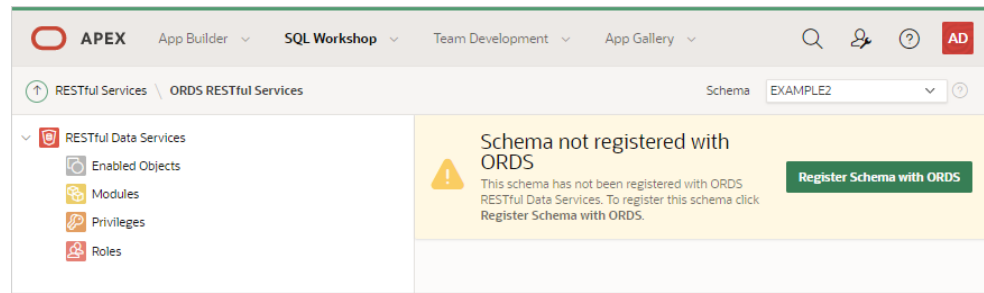 APEX App Builder SQL Workshop Team Development App Gallery AD
RESTful Services \ ORDS RESTful Services Schema EXAMPLE2
RESTful Data Services
Enabled Objects
Modules
Privileges
Roles
Schema not registered with
ORDS
This schema has not been registered with ORDS
RESTful Data Services. To register this schema click
Register Schema with ORDS.
Register Schema with ORDS